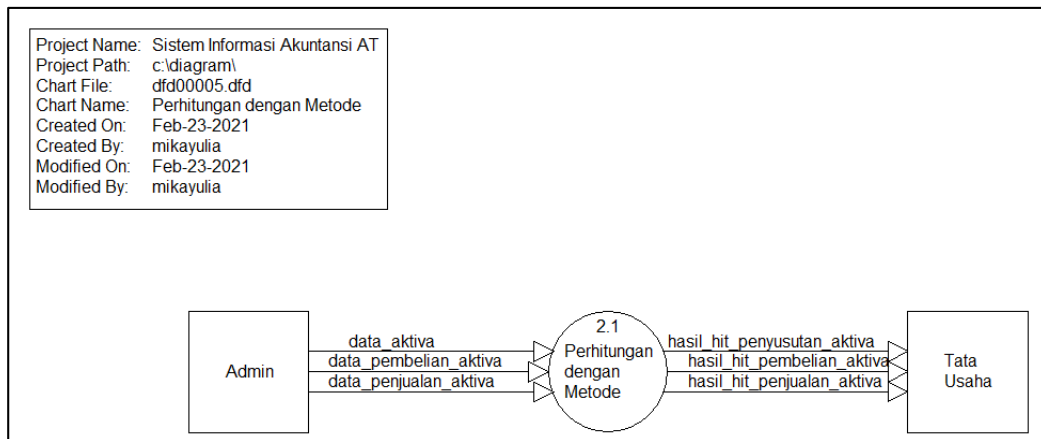 Project Name: Sistem Informasi Akuntansi AT
Project Path: c:\diagram\
Chart File: dfd00005.dfd
Chart Name: Perhitungan dengan Metode
Created On: Feb-23-2021
Created By: mikayulia
Modified On: Feb-23-2021
Modified By: mikayulia
Admin
data_aktiva
data_pembelian_aktiva
data_penjualan_aktiva
2.1
Perhitungan
dengan
Metode
hasil_hit_penyusutan_aktiva
hasil_hit_pembelian_aktiva
hasil_hit_penjualan_aktiva
Tata
Usaha